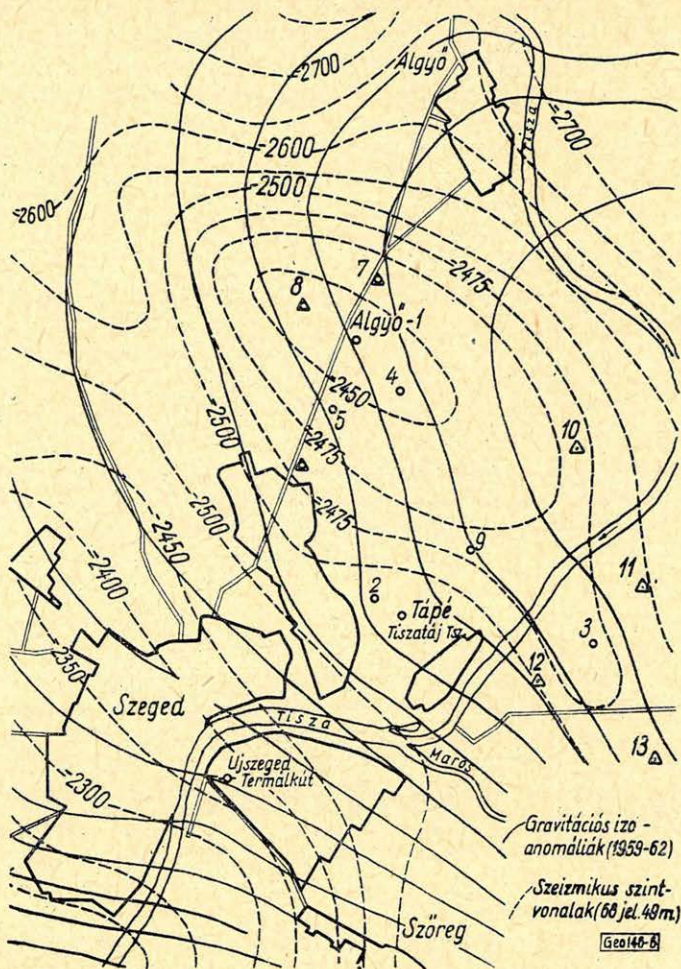 -2700
Algyő
Tisza
-2700
-2600
-2500
-2600
-2475
7
8
Algyő-1
4
-2450
5
-2500
-2475
10
-2475
-2500
-2450
-2400
9
11
2
Tápé
Tiszatáj Tsz.
3
12
-2350
Szeged
Tisza
Maros
13
Ujszeged
Termálkút
-2300
Gravitációs izo-
anomáliák (1959-62)
Szeizmikus szint-
vonalak (68 jel. 49m.)
Szőreg
Geo146-6